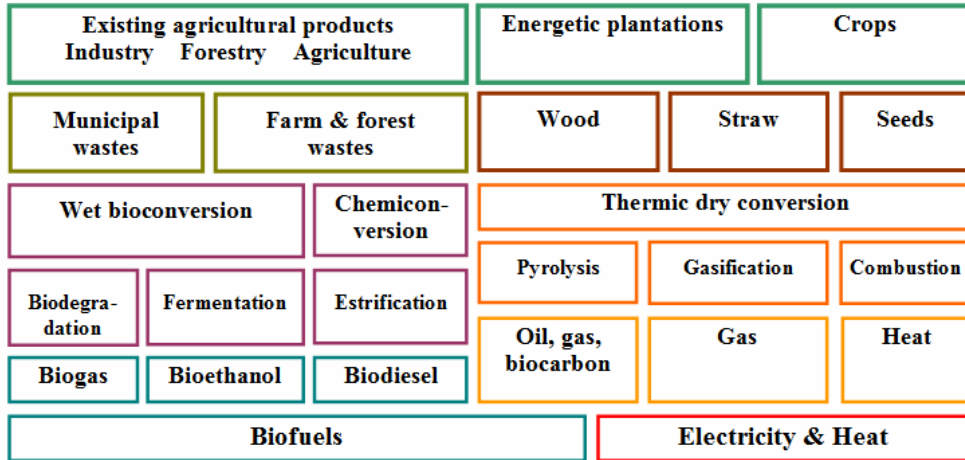 Existing agricultural products
Industry Forestry Agriculture
Energetic plantations
Crops
Municipal
wastes
Farm & forest
wastes
Wood
Straw
Seeds
Wet bioconversion
Chemicon-
version
Thermic dry conversion
Pyrolysis
Gasification
Combustion
Biodegra-
dation
Fermentation
Estrification
Oil, gas,
biocarbon
Gas
Heat
Biogas
Bioethanol
Biodiesel
Biofuels
Electricity & Heat